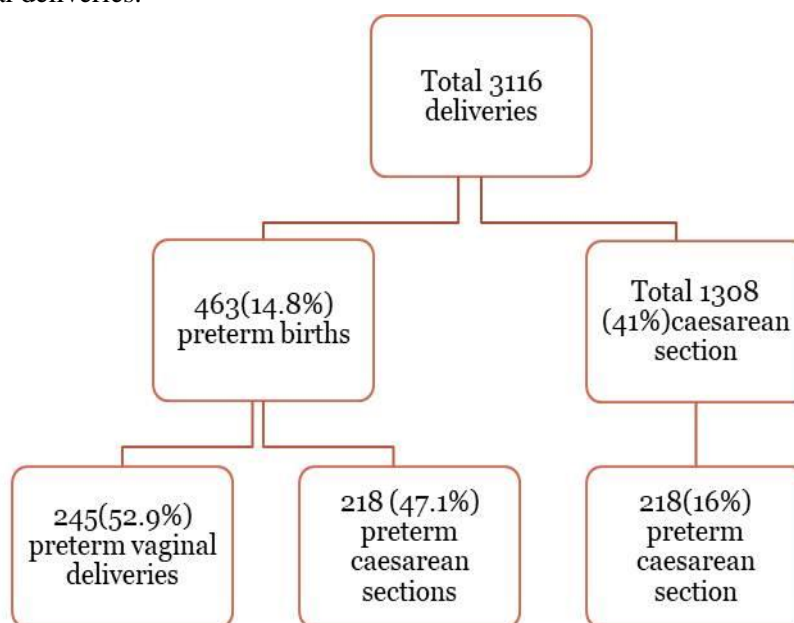 deliveries.
Total 3116
deliveries
463(14.8%)
preterm births
Total 1308
(41%)caesarean
section
245(52.9%)
preterm vaginal
deliveries
218 (47.1%)
preterm
caesarean
sections
218(16%)
preterm
caesarean
section